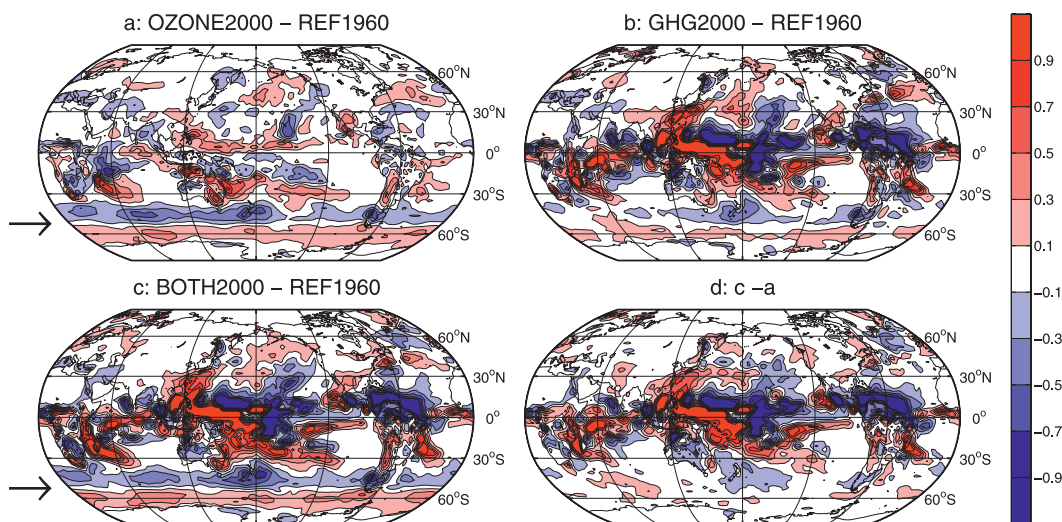 a: OZONE2000 − REF1960
b: GHG2000 − REF1960
60°N
30°N
0°
30°S
60°S
60°N
30°N
0°
30°S
60°S
c: BOTH2000 − REF1960
d: c −a
60°N
30°N
0°
30°S
60°S
60°N
30°N
0°
30°S
60°S
0.9
0.7
0.5
0.3
0.1
−0.1
−0.3
−0.5
−0.7
−0.9